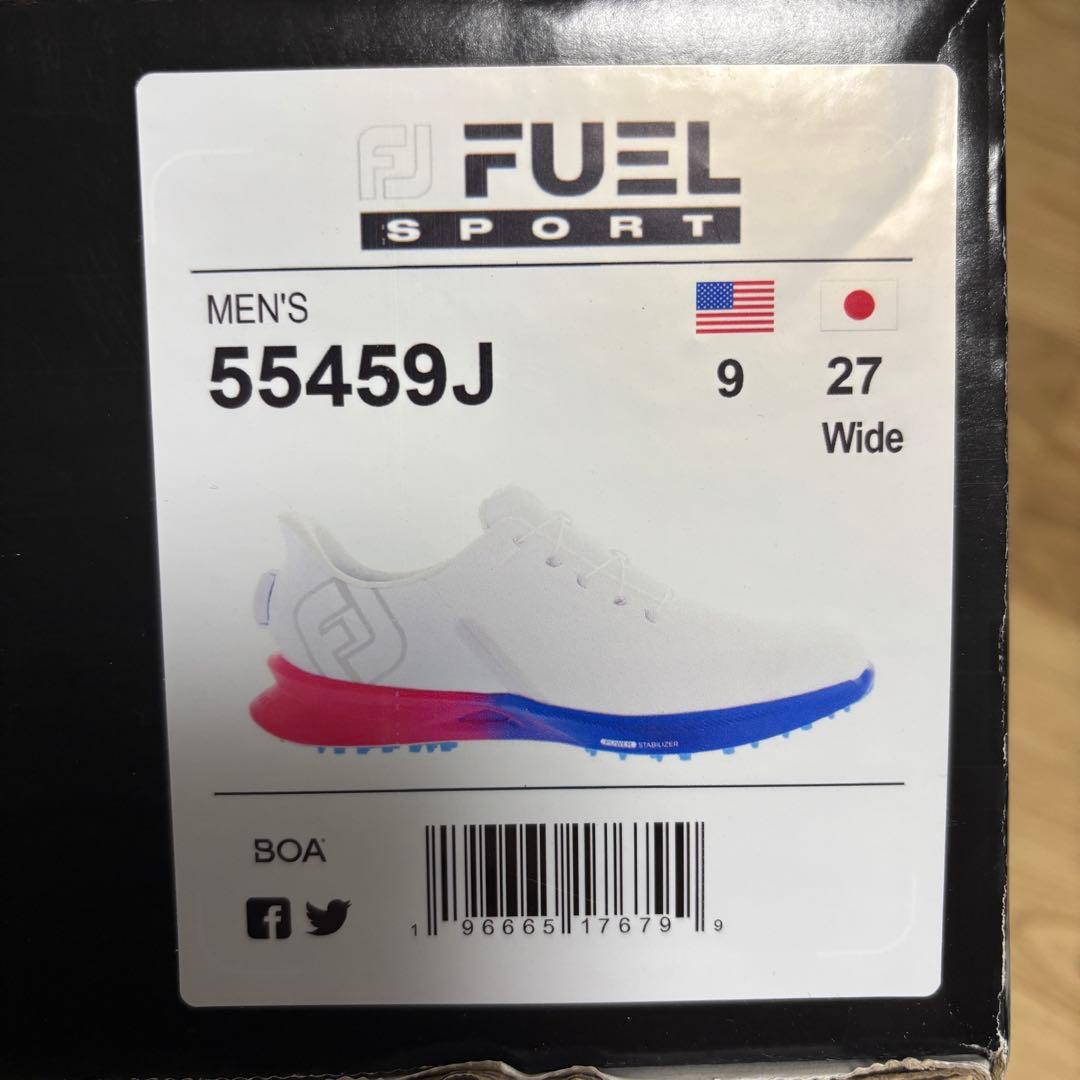 FJ FUEL
SPORT
MEN'S
55459J
9
27
Wide
FJ
POWER STABILIZER
BOA
f
1 96665 17679 9